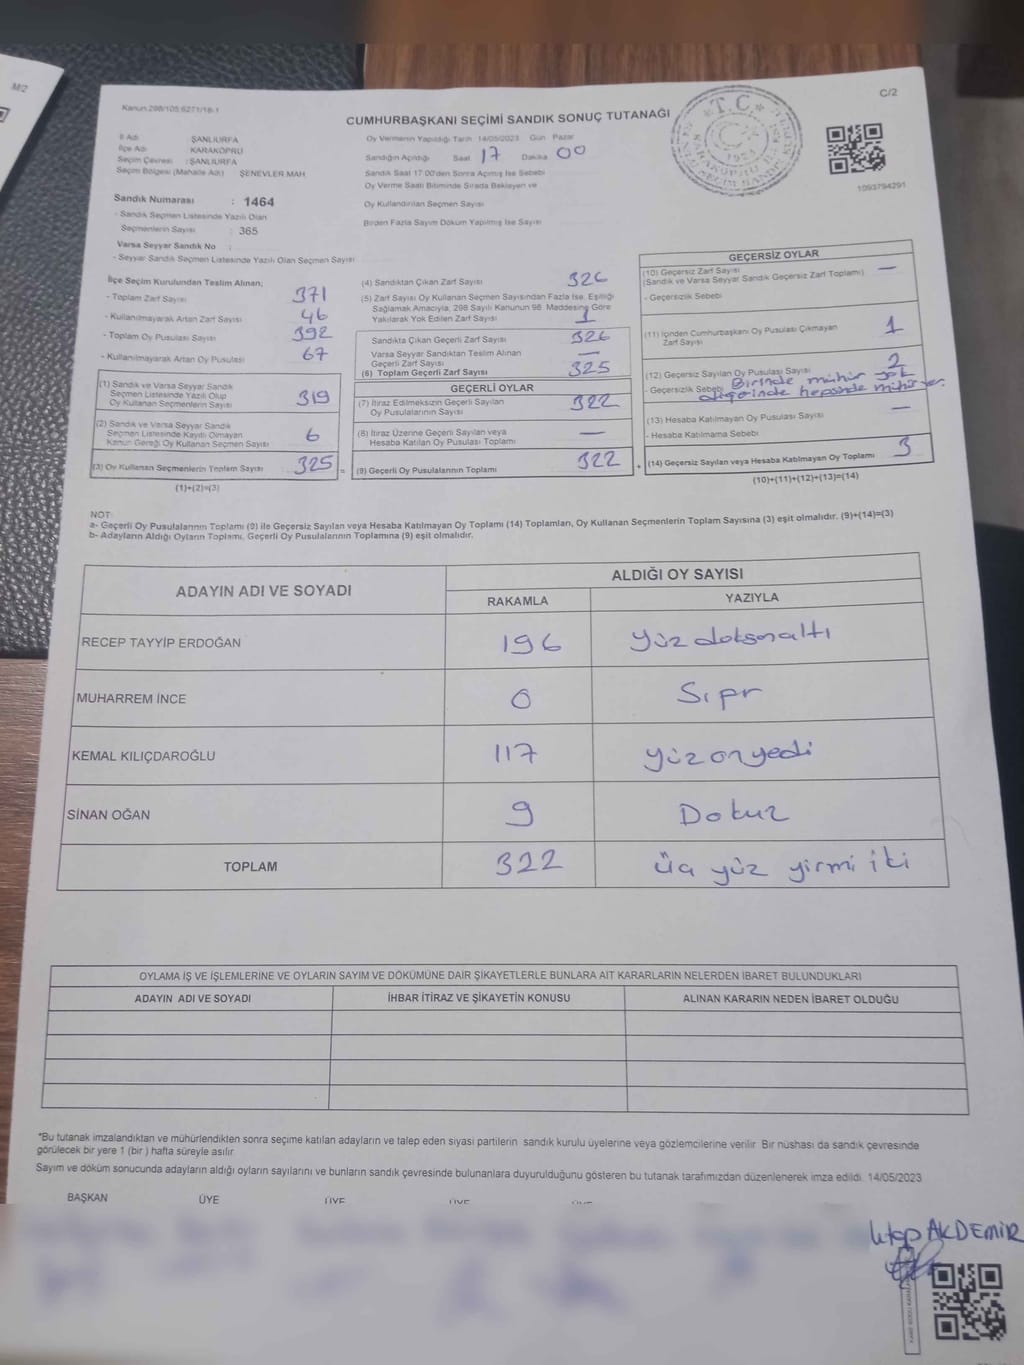 M/2
Kanun 298/105;6271/18-1
C/2
CUMHURBAŞKANI SEÇİMİ SANDIK SONUÇ TUTANAĞI
T.C.
1093794291
İl Adı : ŞANLIURFA
İlçe Adı : KARAKÖPRÜ
Seçim Çevresi : ŞANLIURFA
Seçim Bölgesi (Mahalle Adı) : ŞENEVLER MAH
Sandık Numarası : 1464
- Sandık Seçmen Listesinde Yazılı Olan
Seçmenlerin Sayısı : 365
Varsa Seyyar Sandık No :
- Seyyar Sandık Seçmen Listesinde Yazılı Olan Seçmen Sayısı
Oy Vermenin Yapıldığı Tarih 14/05/2023 Gün Pazar
Sandığın Açıldığı Saat 17 Dakika 00
Sandık Saat 17:00'den Sonra Açımış İse Sebebi
Oy Verme Saati Bitiminde Sırada Bekleyen ve
Oy Kullandırılan Seçmen Sayısı
Birden Fazla Sayım Döküm Yapılmış İse Sayısı
İlçe Seçim Kurulundan Teslim Alınan;
- Toplam Zarf Sayısı 371
- Kullanılmayarak Artan Zarf Sayısı 46
- Toplam Oy Pusulası Sayısı 392
- Kullanılmayarak Artan Oy Pusulası 67
(1) Sandık ve Varsa Seyyar Sandık
Seçmen Listesinde Yazılı Olup
Oy Kullanan Seçmenlerin Sayısı 319
(2) Sandık ve Varsa Seyyar Sandık
Seçmen Listesinde Kayıtlı Olmayan
Kanun Gereği Oy Kullanan Seçmen Sayısı 6
(3) Oy Kullanan Seçmenlerin Toplam Sayısı 325 =
(1)+(2)=(3)
(4) Sandıktan Çıkan Zarf Sayısı 326
(5) Zarf Sayısı Oy Kullanan Seçmen Sayısından Fazla İse, Eşitliği
Sağlamak Amacıyla, 298 Sayılı Kanunun 98. Maddesine Göre
Yakılarak Yok Edilen Zarf Sayısı 1
Sandıkta Çıkan Geçerli Zarf Sayısı 326
Varsa Seyyar Sandıktan Teslim Alınan
Geçerli Zarf Sayısı —
(6) Toplam Geçerli Zarf Sayısı 325
GEÇERLİ OYLAR
(7) İtiraz Edilmeksizin Geçerli Sayılan
Oy Pusulalarının Sayısı 322
(8) İtiraz Üzerine Geçerli Sayılan veya
Hesaba Katılan Oy Pusulası Toplamı —
(9) Geçerli Oy Pusulalarının Toplamı 322 +
GEÇERSİZ OYLAR
(10) Geçersiz Zarf Sayısı —
(Sandık ve Varsa Seyyar Sandık Geçersiz Zarf Toplamı)
- Geçersizlik Sebebi
(11) İçinden Cumhurbaşkanı Oy Pusulası Çıkmayan
Zarf Sayısı 1
(12) Geçersiz Sayılan Oy Pusulası Sayısı 2
- Geçersizlik Sebebi Birinde mühür yok
diğerinde hepsinde mühür var.
(13) Hesaba Katılmayan Oy Pusulası Sayısı —
- Hesaba Katılmama Sebebi
(14) Geçersiz Sayılan veya Hesaba Katılmayan Oy Toplamı 3
(10)+(11)+(12)+(13)=(14)
NOT:
a- Geçerli Oy Pusulalarının Toplamı (9) ile Geçersiz Sayılan veya Hesaba Katılmayan Oy Toplamı (14) Toplamları, Oy Kullanan Seçmenlerin Toplam Sayısına (3) eşit olmalıdır. (9)+(14)=(3)
b- Adayların Aldığı Oyların Toplamı, Geçerli Oy Pusulalarının Toplamına (9) eşit olmalıdır.
ADAYIN ADI VE SOYADI
ALDIĞI OY SAYISI
RAKAMLA YAZIYLA
RECEP TAYYİP ERDOĞAN 196 yüz doksan altı
MUHARREM İNCE 0 Sıfır
KEMAL KILIÇDAROĞLU 117 yüz on yedi
SİNAN OĞAN 9 Dokuz
TOPLAM 322 üç yüz yirmi iki
OYLAMA İŞ VE İŞLEMLERİNE VE OYLARIN SAYIM VE DÖKÜMÜNE DAİR ŞİKAYETLERLE BUNLARA AİT KARARLARIN NELERDEN İBARET BULUNDUKLARI
ADAYIN ADI VE SOYADI İHBAR İTİRAZ VE ŞİKAYETİN KONUSU ALINAN KARARIN NEDEN İBARET OLDUĞU
*Bu tutanak imzalandıktan ve mühürlendikten sonra seçime katılan adayların ve talep eden siyasi partilerin sandık kurulu üyelerine veya gözlemcilerine verilir. Bir nüshası da sandık çevresinde
görülecek bir yere 1 (bir ) hafta süreyle asılır.
Sayım ve döküm sonucunda adayların aldığı oyların sayılarını ve bunların sandık çevresinde bulunanlara duyurulduğunu gösteren bu tutanak tarafımızdan düzenlenerek imza edildi. 14/05/2023
BAŞKAN ÜYE ÜYE ÜYE ÜYE
AKDEMİR